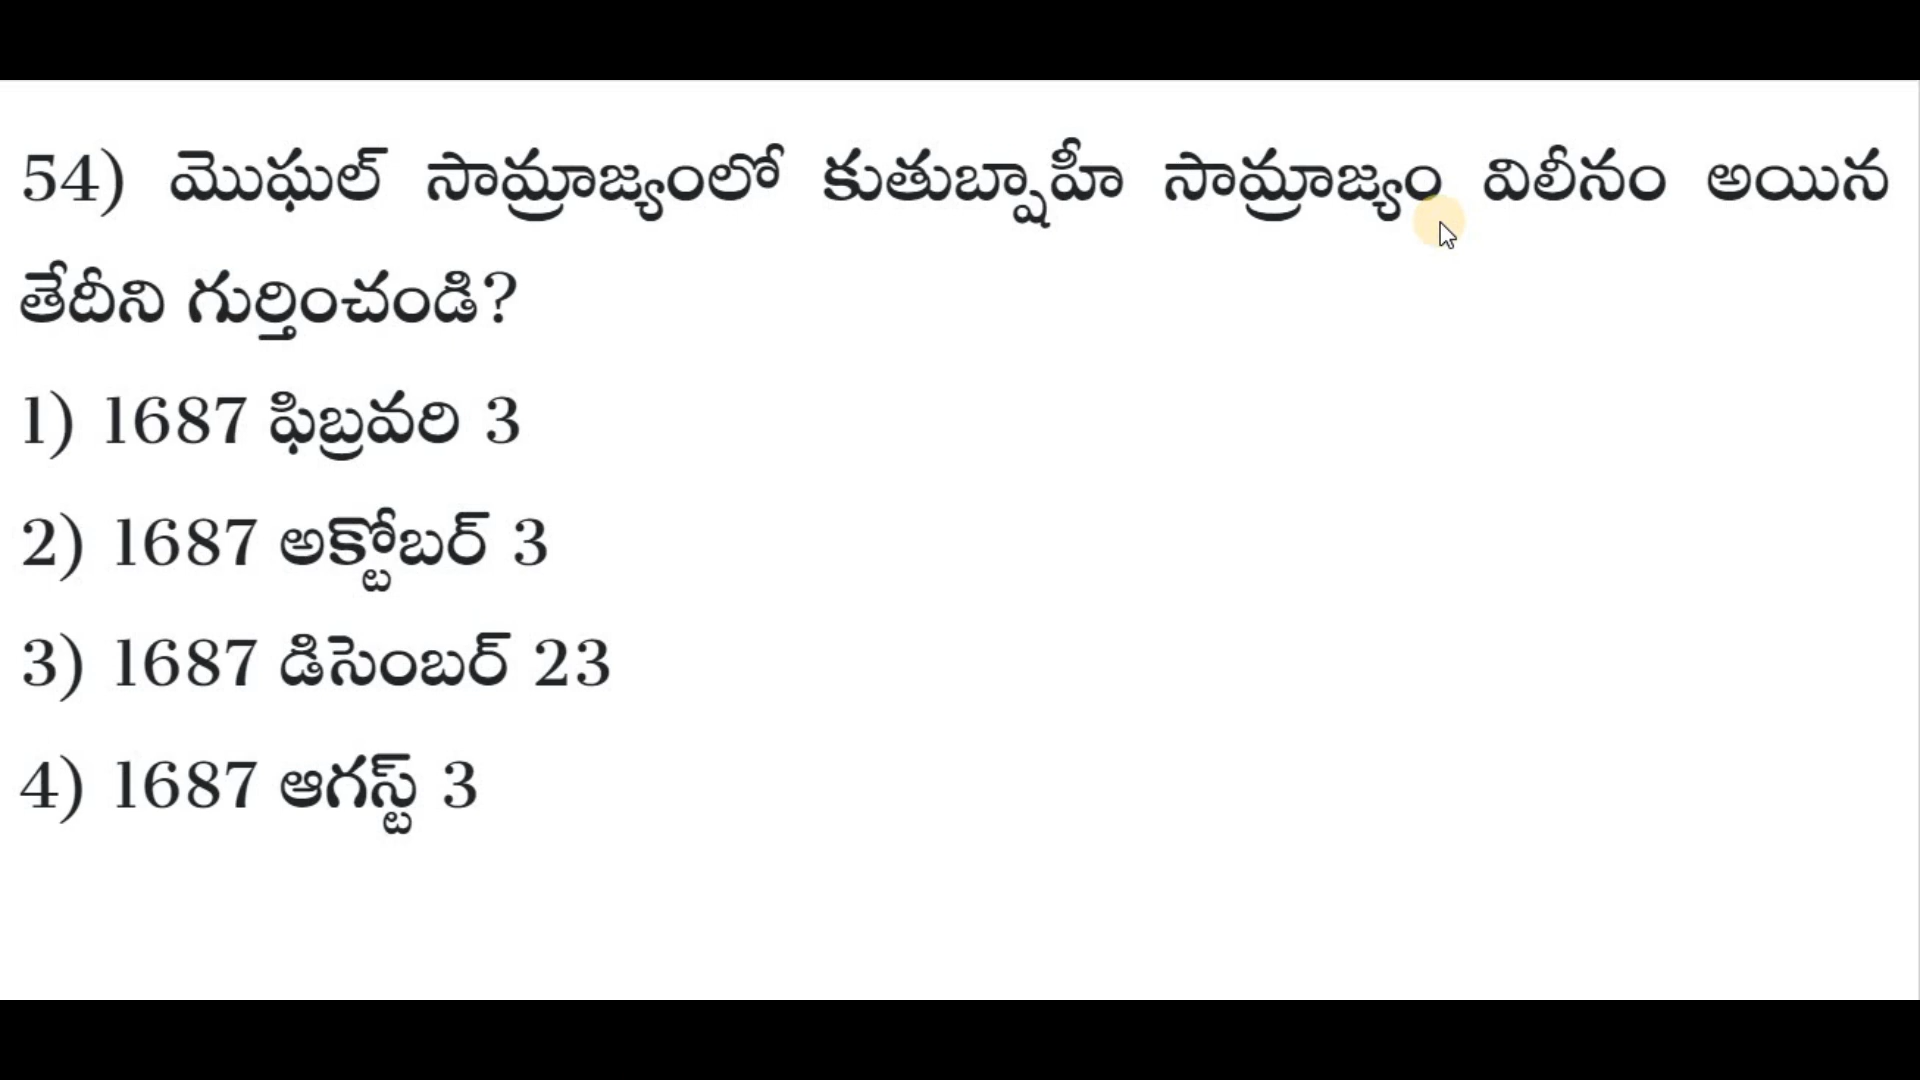 54) మొఘల్ సామ్రాజ్యంలో కుతుబ్షాహీ సామ్రాజ్యం విలీనం అయిన
తేదీని గుర్తించండి?
1) 1687 ఫిబ్రవరి 3
2) 1687 అక్టోబర్ 3
3) 1687 డిసెంబర్ 23
4) 1687 ఆగస్ట్ 3